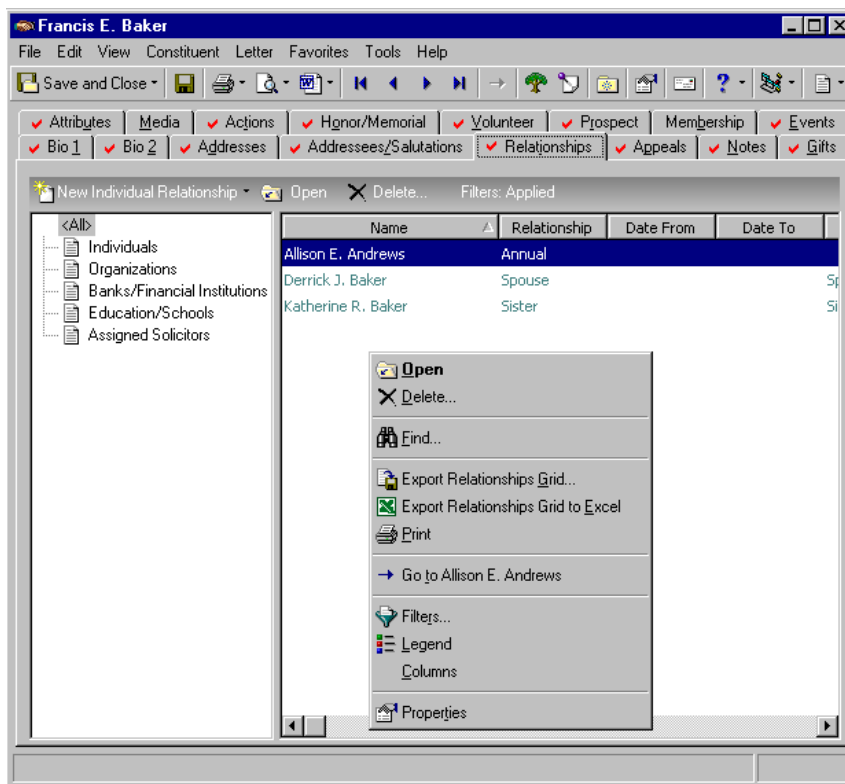 Francis E. Baker
File Edit View Constituent Letter Favorites Tools Help
Save and Close
Attributes Media Actions Honor/Memorial Volunteer Prospect Membership Events
Bio 1 Bio 2 Addresses Addressees/Salutations Relationships Appeals Notes Gifts
New Individual Relationship Open Delete... Filters: Applied
<All> Name Relationship Date From Date To
Individuals
Organizations
Banks/Financial Institutions
Education/Schools
Assigned Solicitors
Allison E. Andrews Annual
Derrick J. Baker Spouse Sp
Katherine R. Baker Sister Si
Open
Delete...
Find...
Export Relationships Grid...
Export Relationships Grid to Excel
Print
Go to Allison E. Andrews
Filters...
Legend
Columns
Properties